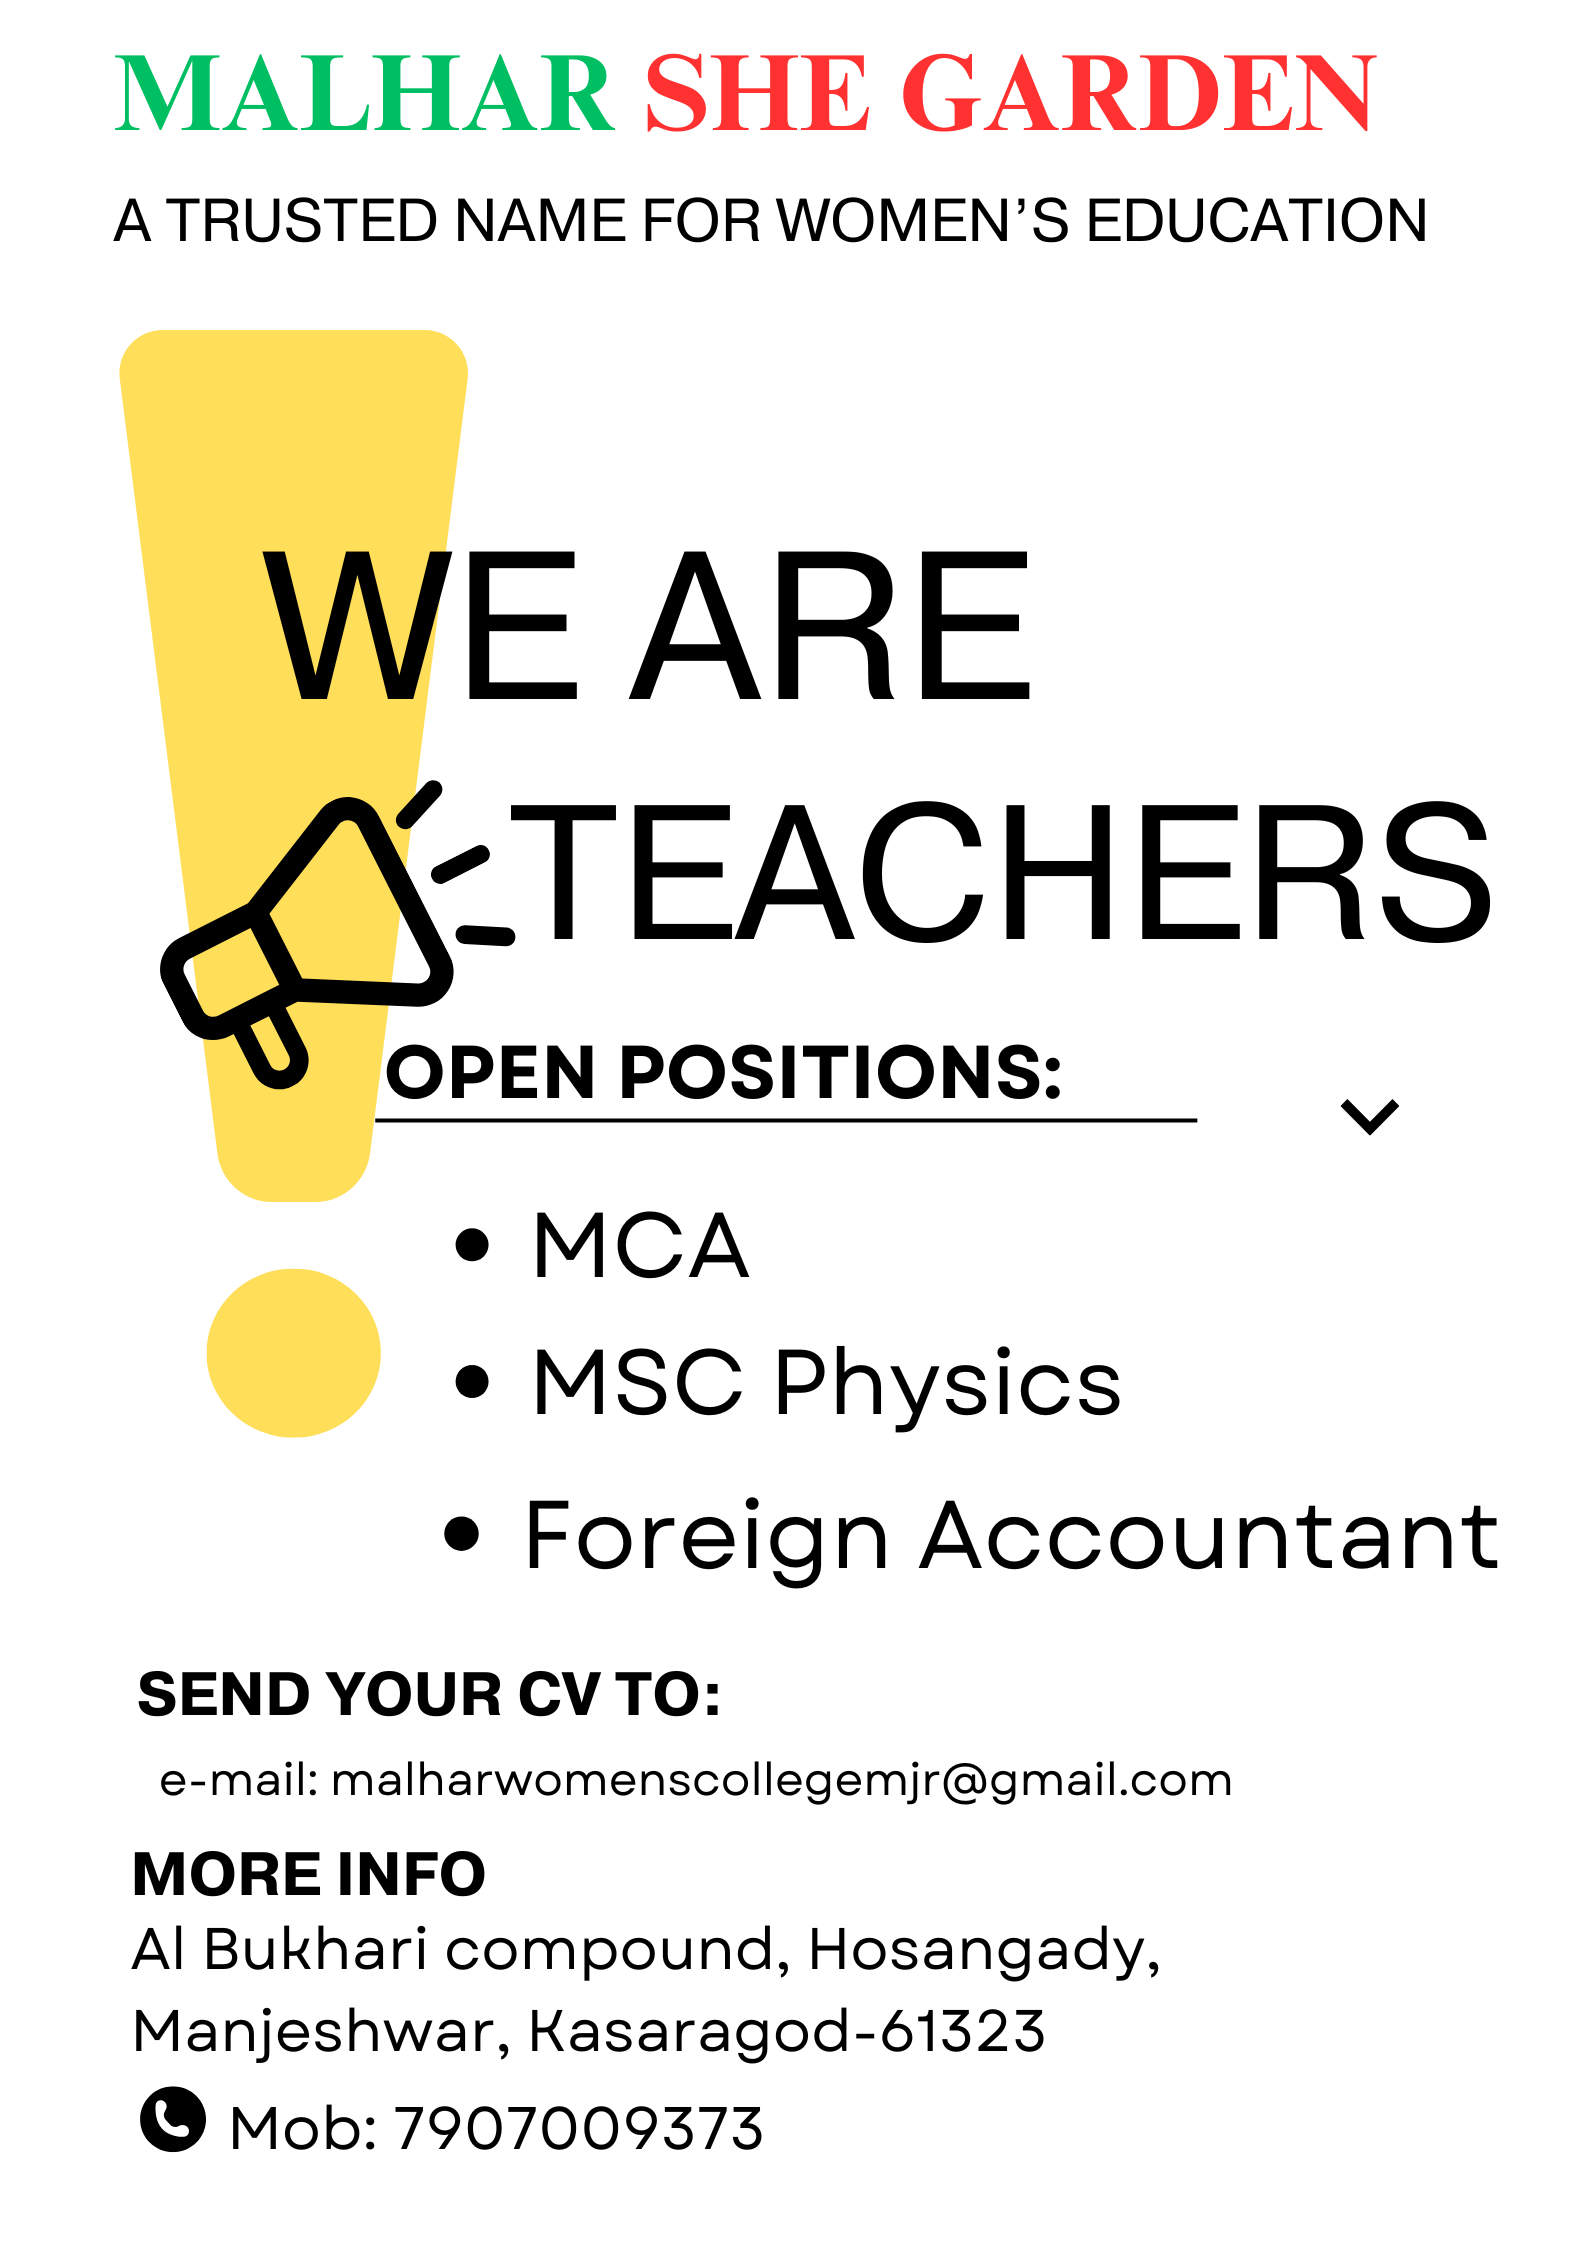 MALHAR SHE GARDEN
A TRUSTED NAME FOR WOMEN’S EDUCATION
WE ARE
TEACHERS
OPEN POSITIONS:
• MCA
• MSC Physics
• Foreign Accountant
SEND YOUR CV TO:
e-mail: malharwomenscollegemjr@gmail.com
MORE INFO
Al Bukhari compound, Hosangady,
Manjeshwar, Kasaragod-61323
Mob: 7907009373